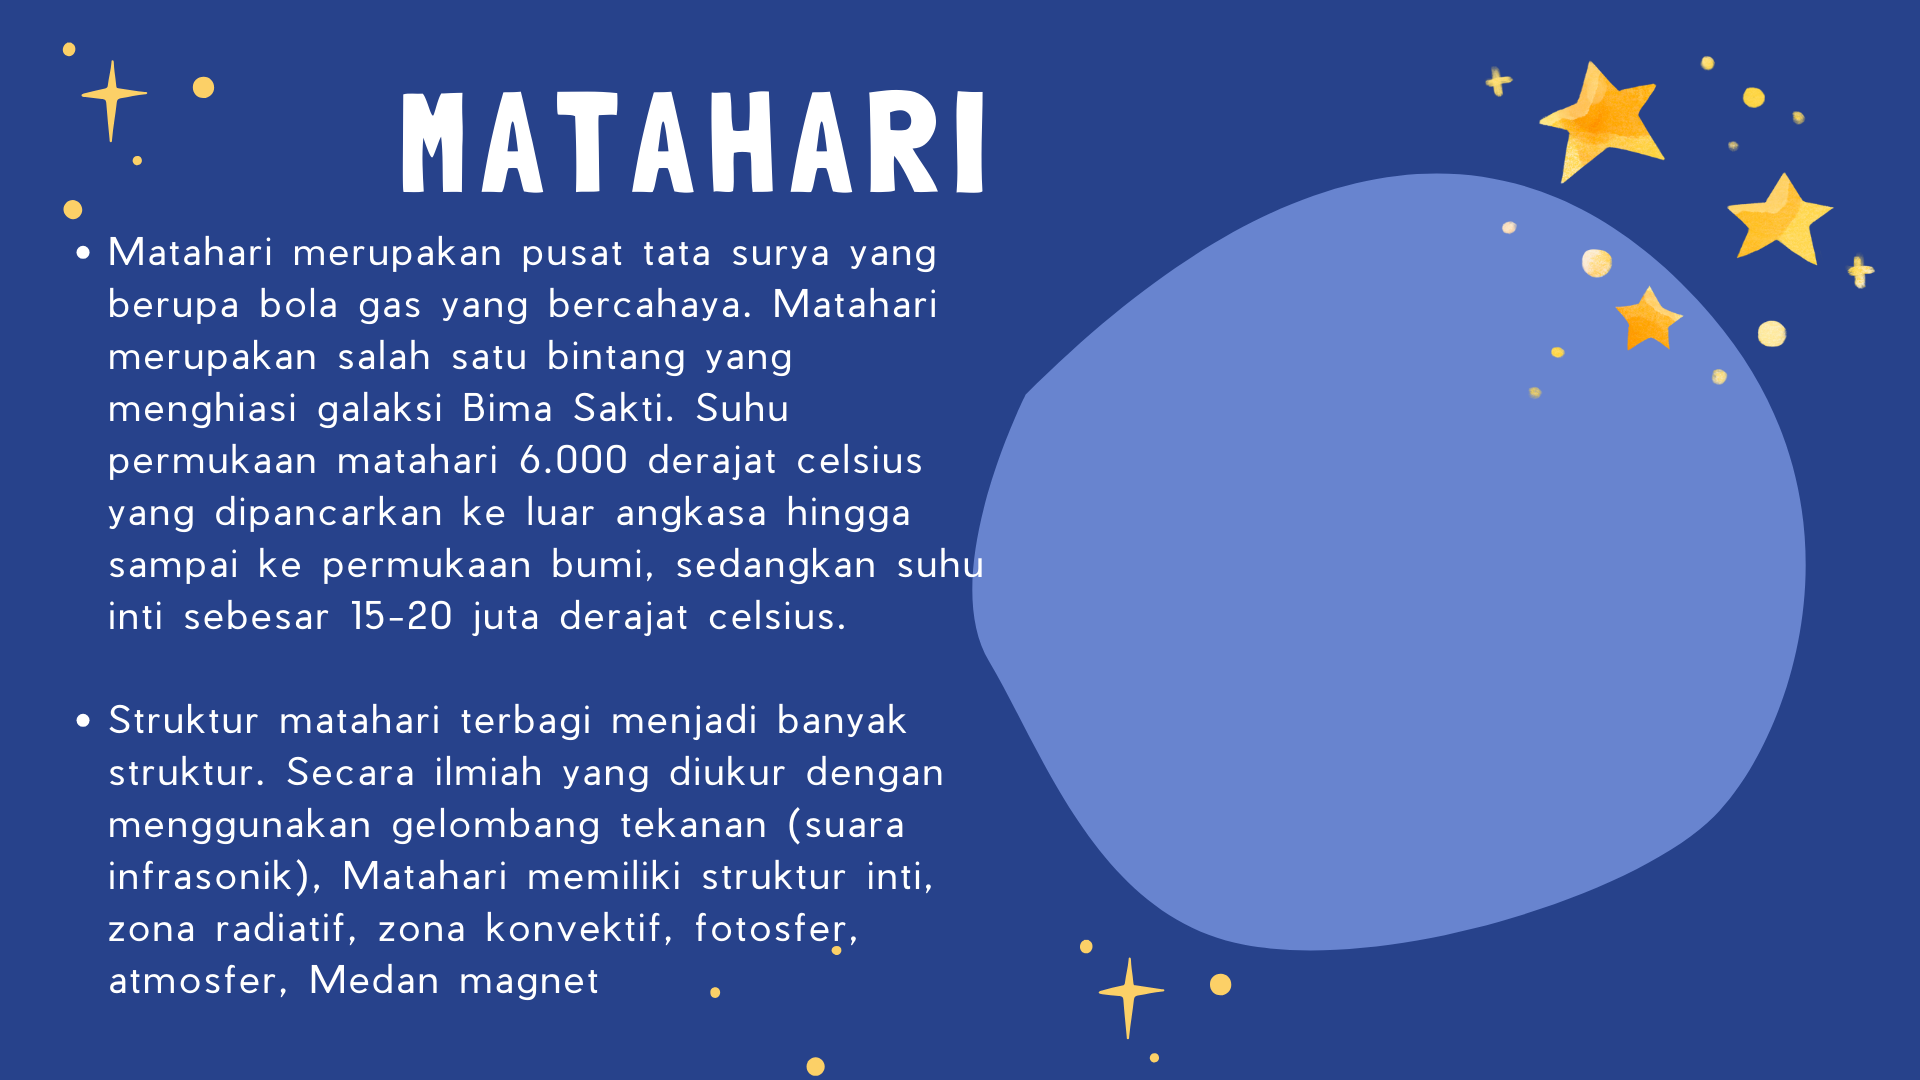 MATAHARI
• Matahari merupakan pusat tata surya yang
berupa bola gas yang bercahaya. Matahari
merupakan salah satu bintang yang
menghiasi galaksi Bima Sakti. Suhu
permukaan matahari 6.000 derajat celsius
yang dipancarkan ke luar angkasa hingga
sampai ke permukaan bumi, sedangkan suhu
inti sebesar 15-20 juta derajat celsius.
• Struktur matahari terbagi menjadi banyak
struktur. Secara ilmiah yang diukur dengan
menggunakan gelombang tekanan (suara
infrasonik), Matahari memiliki struktur inti,
zona radiatif, zona konvektif, fotosfer,
atmosfer, Medan magnet